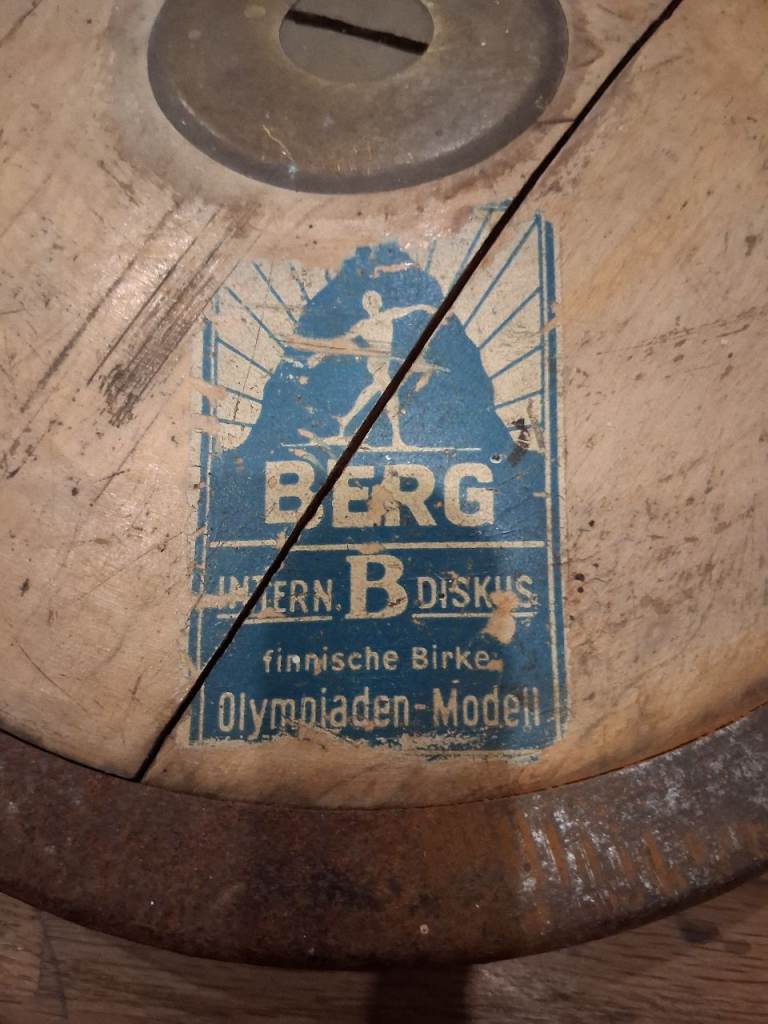 BERG
INTERN. B DISKUS
finnische Birke
Olympiaden-Modell